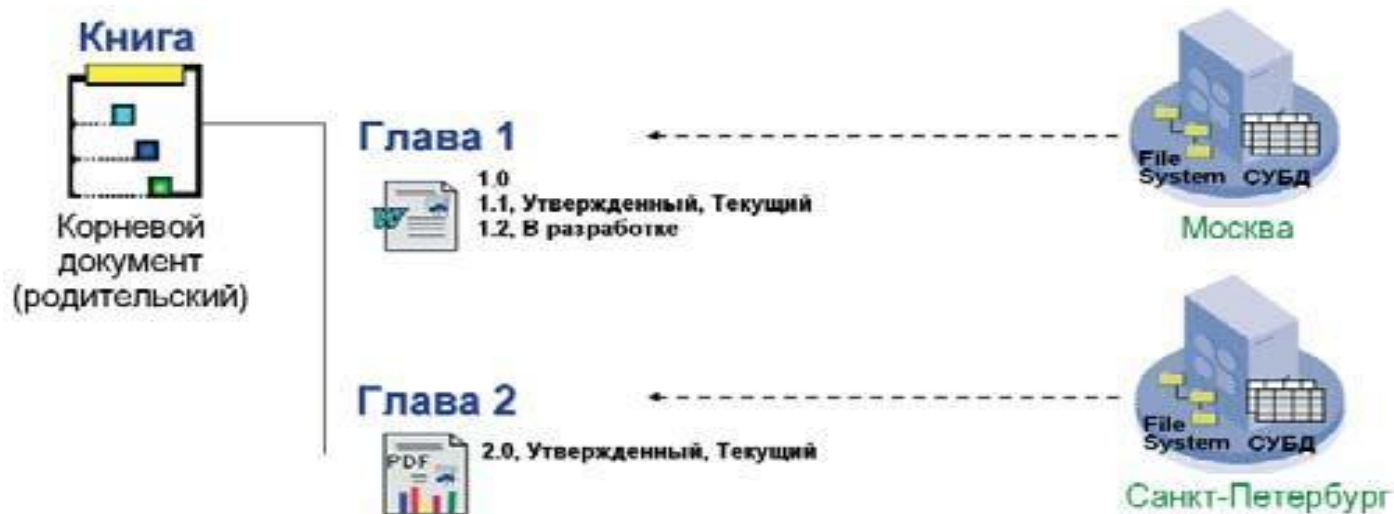 Книга
Корневой
документ
(родительский)
Глава 1
W
1.0
1.1, Утвержденный, Текущий
1.2, В разработке
File
System СУБД
Москва
Глава 2
PDF
2.0, Утвержденный, Текущий
File
System СУБД
Санкт-Петербург